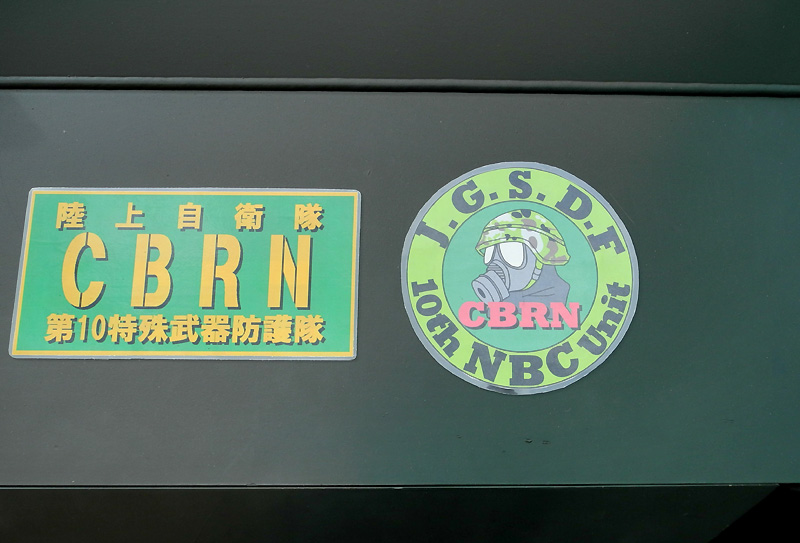 陸上自衛隊
CBRN
第10特殊武器防護隊
J.G.S.D.F
CBRN
10th NBC Unit